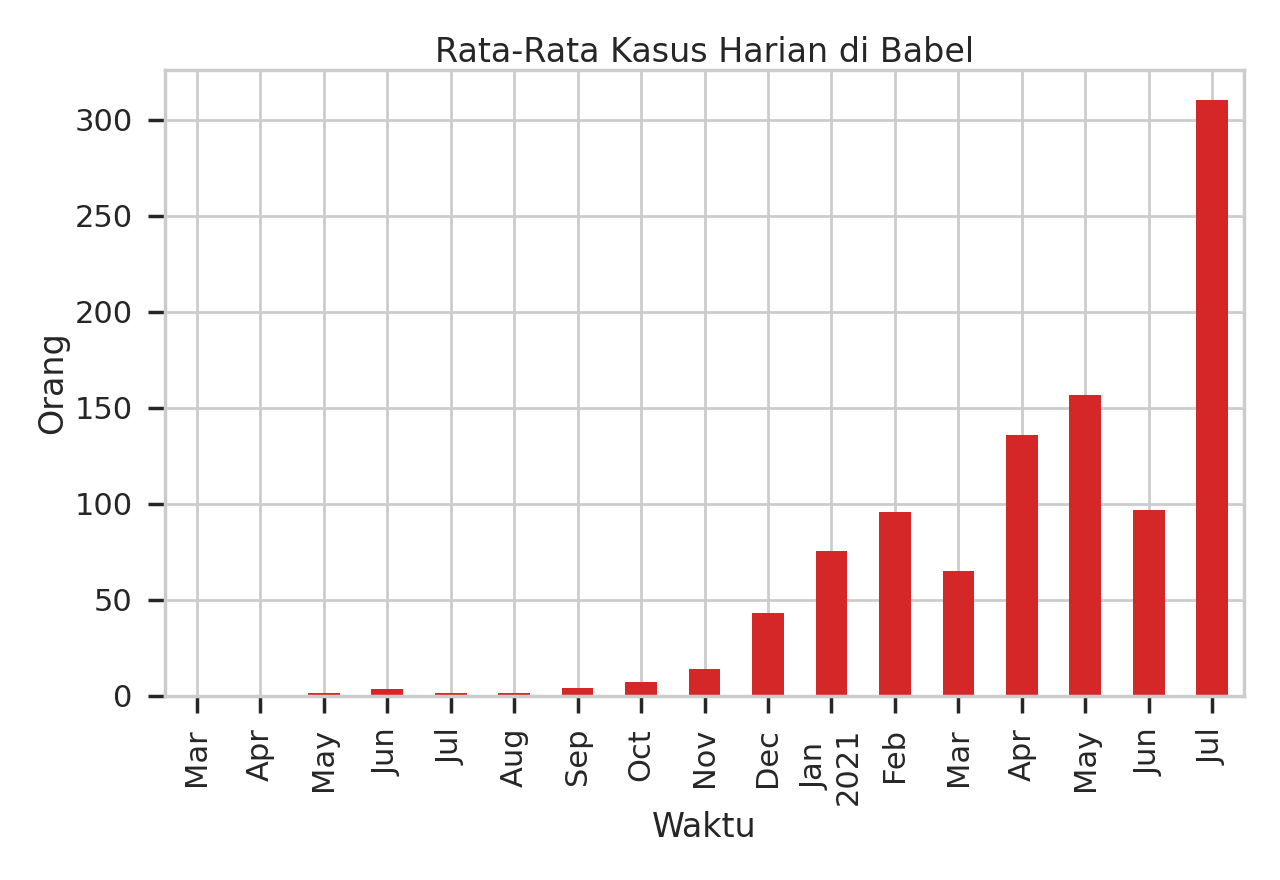 Rata-Rata Kasus Harian di Babel
300
250
200
150
100
50
0
Orang
Mar
Apr
May
Jun
Jul
Aug
Sep
Oct
Nov
Dec
Jan
2021
Feb
Mar
Apr
May
Jun
Jul
Waktu